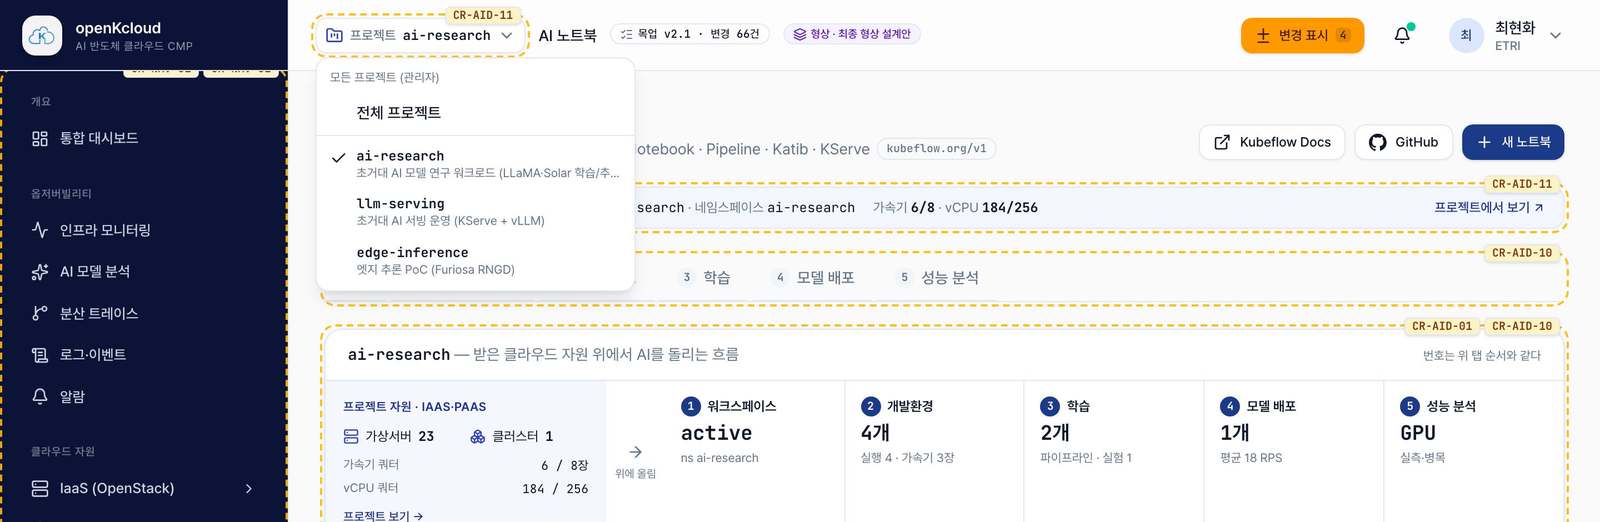 openKcloud
AI 반도체 클라우드 CMP
개요
통합 대시보드
옵저버빌리티
인프라 모니터링
AI 모델 분석
분산 트레이스
로그·이벤트
알람
클라우드 자원
IaaS (OpenStack)
CR-AID-11
프로젝트 ai-research
AI 노트북
목업 v2.1 · 변경 66건
형상 · 최종 형상 설계안
변경 표시 4
최
최현화
ETRI
모든 프로젝트 (관리자)
전체 프로젝트
ai-research
초거대 AI 모델 연구 워크로드 (LLaMA·Solar 학습/추...
llm-serving
초거대 AI 서빙 운영 (KServe + vLLM)
edge-inference
엣지 추론 PoC (Furiosa RNGD)
otebook · Pipeline · Katib · KServe kubeflow.org/v1
Kubeflow Docs
GitHub
새 노트북
CR-AID-11
search · 네임스페이스 ai-research 가속기 6/8 · vCPU 184/256
프로젝트에서 보기 ↗
CR-AID-10
3 학습
4 모델 배포
5 성능 분석
CR-AID-01 CR-AID-10
ai-research — 받은 클라우드 자원 위에서 AI를 돌리는 흐름
번호는 위 탭 순서와 같다
프로젝트 자원 · IAAS·PAAS
가상서버 23 클러스터 1
가속기 쿼터 6 / 8장
vCPU 쿼터 184 / 256
프로젝트 보기 →
→
위에 올림
1 워크스페이스
active
ns ai-research
2 개발환경
4개
실행 4 · 가속기 3장
3 학습
2개
파이프라인 · 실험 1
4 모델 배포
1개
평균 18 RPS
5 성능 분석
GPU
실측·병목